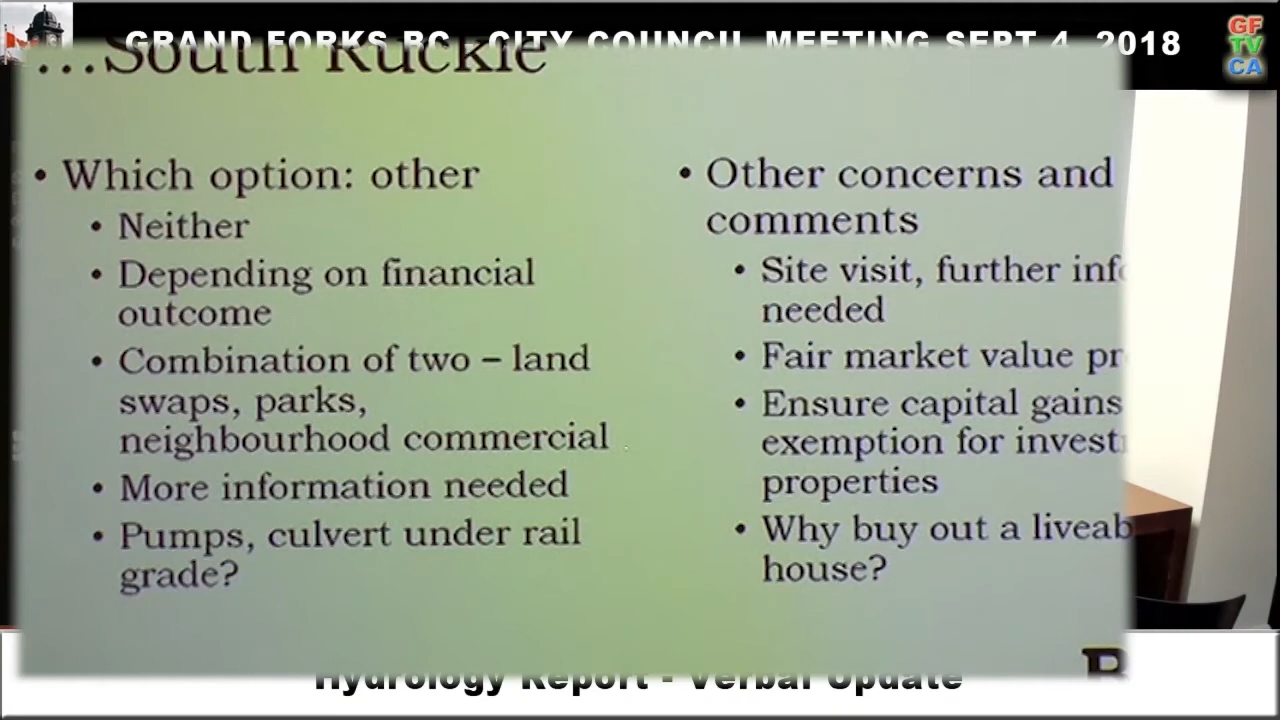 GRAND FORKS BC - CITY COUNCIL MEETING SEPT 4, 2018
GF
TV
CA
...South Ruckle
• Which option: other
• Neither
• Depending on financial
outcome
• Combination of two – land
swaps, parks,
neighbourhood commercial
• More information needed
• Pumps, culvert under rail
grade?
• Other concerns and
comments
• Site visit, further
needed
• Fair market value
• Ensure capital gains
exemption for
properties
• Why buy out a
house?
Hydrology Report - Verbal Update